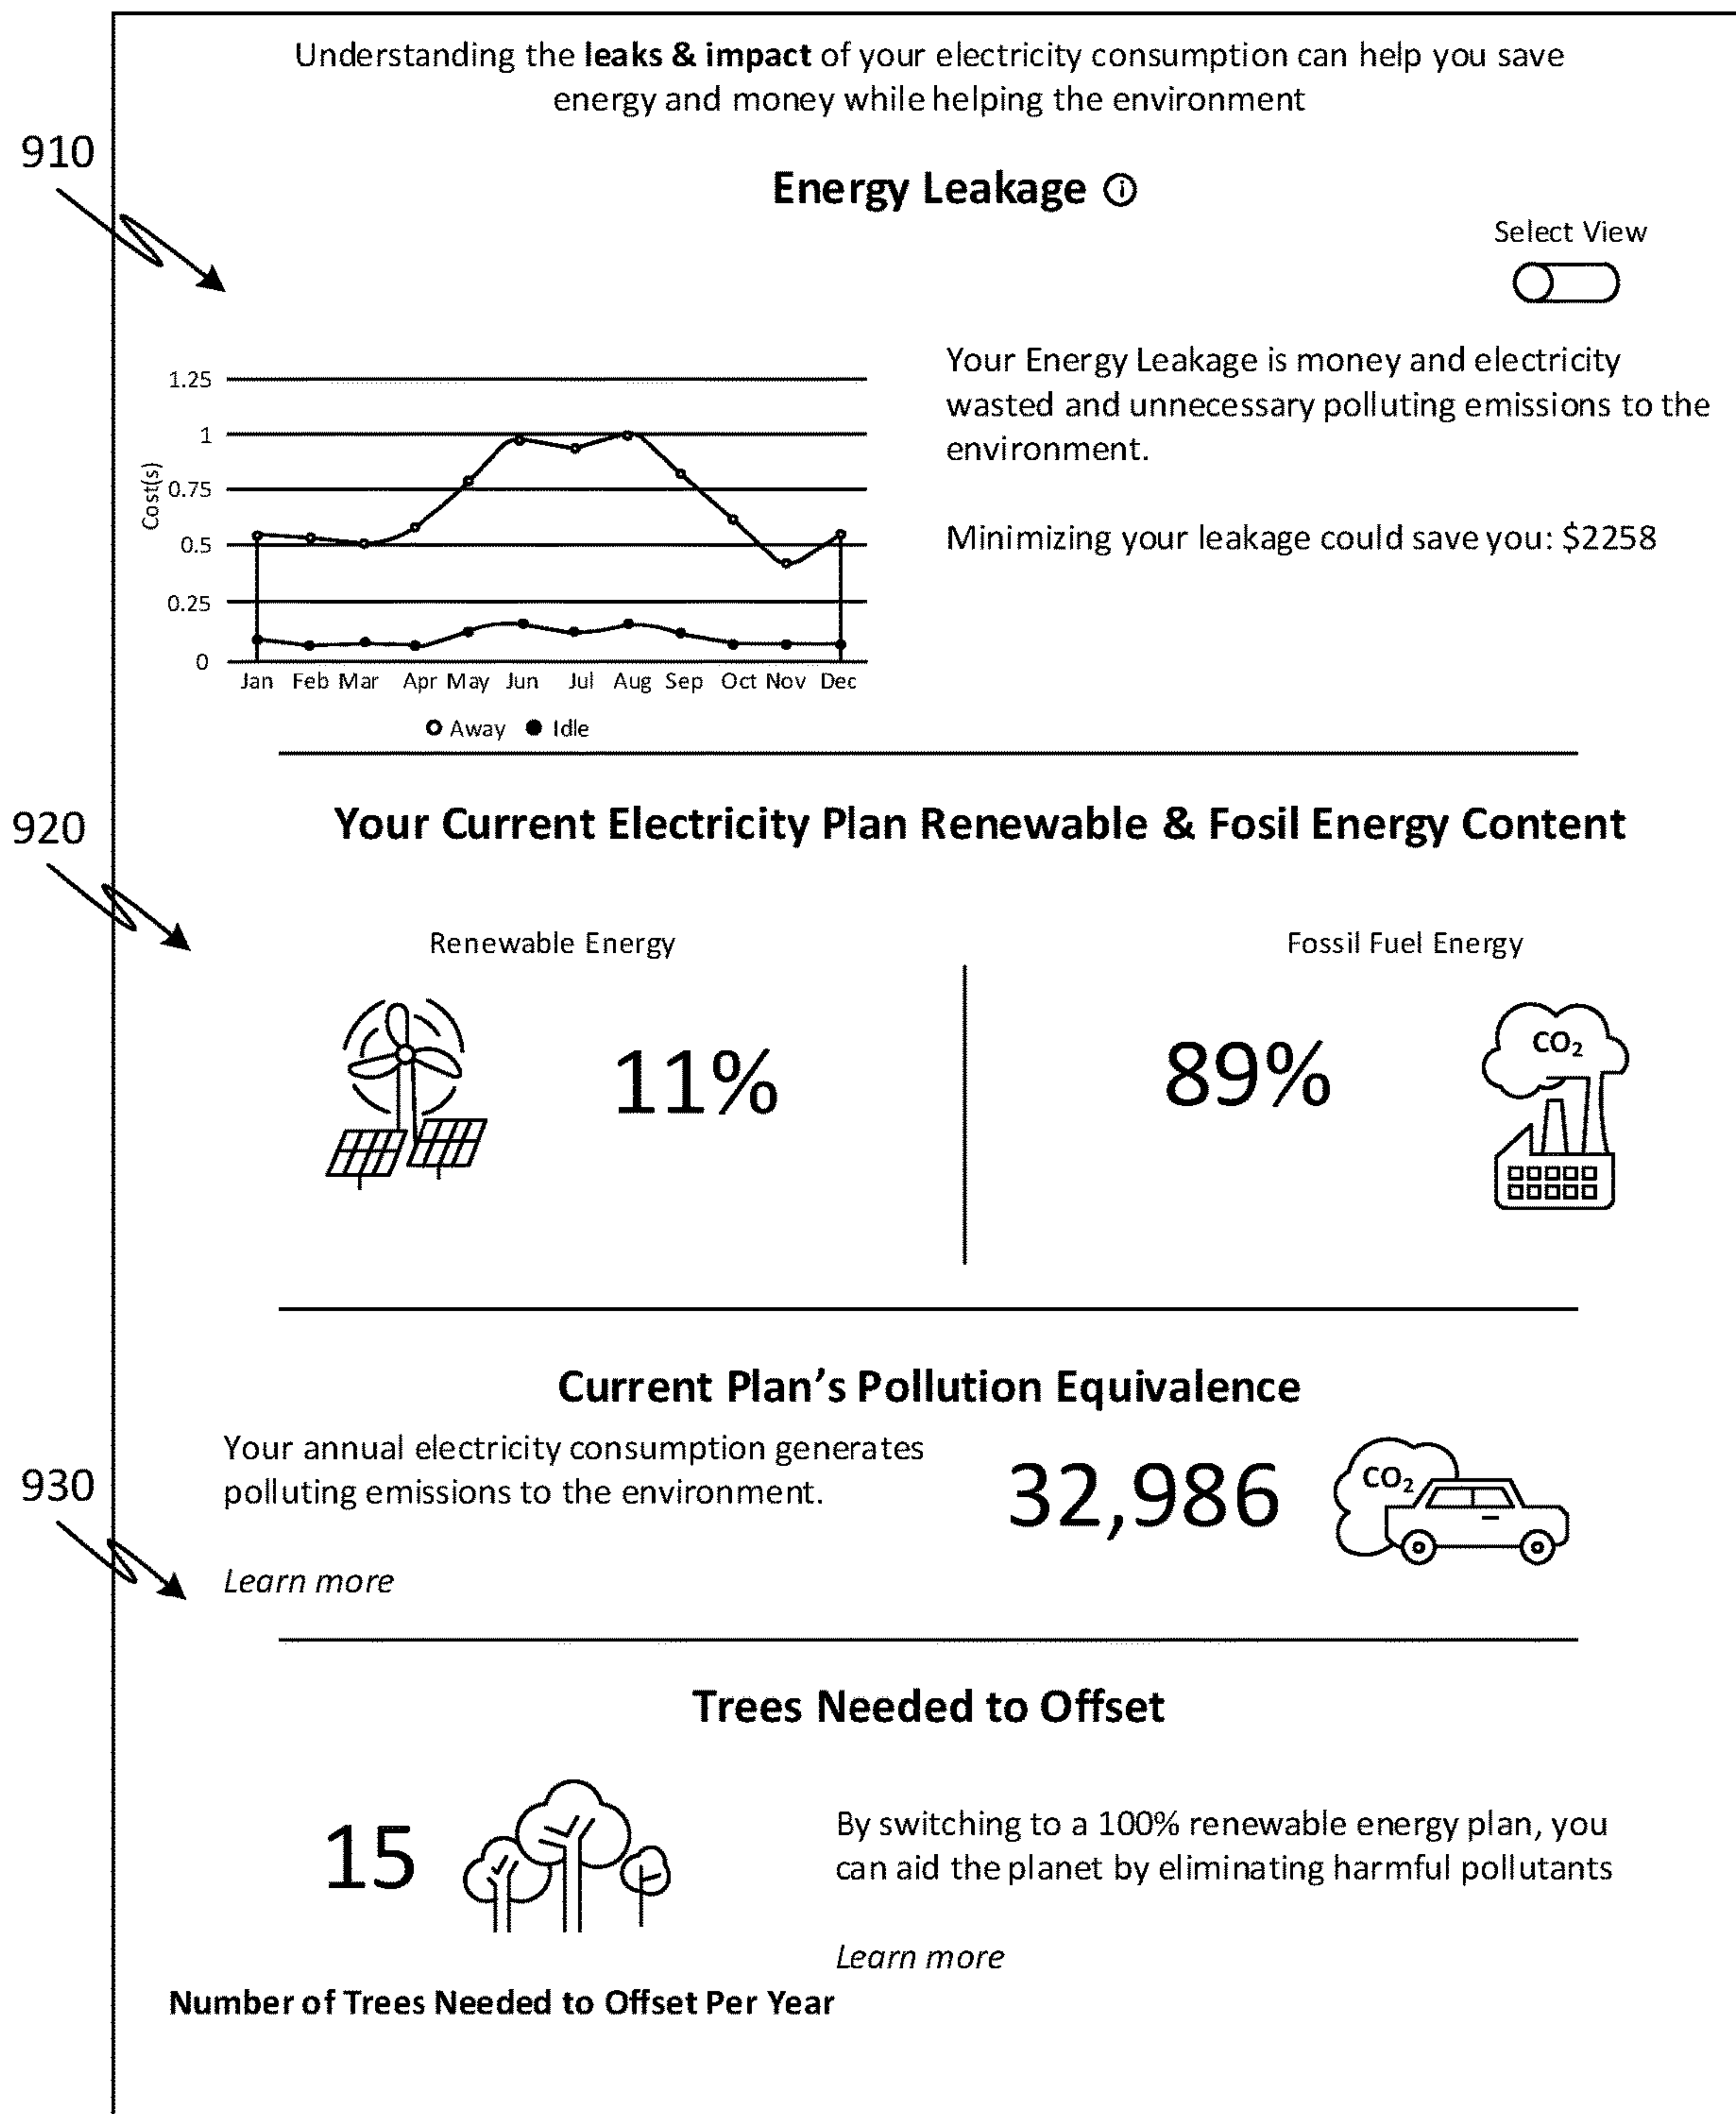 Understanding the leaks & impact of your electricity consumption can help you save
energy and money while helping the environment
910
Energy Leakage ⓘ
Select View
Your Energy Leakage is money and electricity
wasted and unnecessary polluting emissions to the
environment.
Minimizing your leakage could save you: $2258
Cost(s)
1.25
1
0.75
0.5
0.25
0
Jan Feb Mar Apr May Jun Jul Aug Sep Oct Nov Dec
Away Idle
920
Your Current Electricity Plan Renewable & Fosil Energy Content
Renewable Energy
11%
Fossil Fuel Energy
89%
CO₂
Current Plan’s Pollution Equivalence
930
Your annual electricity consumption generates
polluting emissions to the environment.
Learn more
32,986
CO₂
Trees Needed to Offset
15
By switching to a 100% renewable energy plan, you
can aid the planet by eliminating harmful pollutants
Learn more
Number of Trees Needed to Offset Per Year